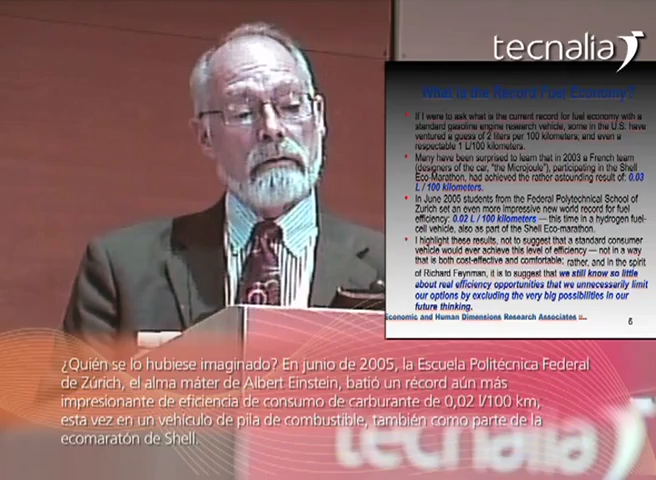 tecnalia
What is the Record Fuel Economy?
If I were to ask what is the current record for fuel economy with a
standard gasoline engine research vehicle, some in the U.S. have
ventured a guess of 2 liters per 100 kilometers; and even a
respectable 1 L/100 kilometers.
Many have been surprised to learn that in 2003 a French team
(designers of the car, "the Microjoule"), participating in the Shell
Eco-Marathon, had achieved the rather astounding result of: 0.03
L / 100 kilometers.
In June 2005 students from the Federal Polytechnical School of
Zurich set an even more impressive new world record for fuel
efficiency: 0.02 L / 100 kilometers — this time in a hydrogen fuel-
cell vehicle, also as part of the Shell Eco-marathon.
I highlight these results, not to suggest that a standard consumer
vehicle would ever achieve this level of efficiency — not in a way
that is both cost-effective and comfortable; rather, and in the spirit
of Richard Feynman, it is to suggest that we still know so little
about real efficiency opportunities that we unnecessarily limit
our options by excluding the very big possibilities in our
future thinking.
Economic and Human Dimensions Research Associates
6
¿Quién se lo hubiese imaginado? En junio de 2005, la Escuela Politécnica Federal
de Zúrich, el alma máter de Albert Einstein, batió un récord aún más
impresionante de eficiencia de consumo de carburante de 0,02 l/100 km,
esta vez en un vehículo de pila de combustible, también como parte de la
ecomaratón de Shell.
tecnalia